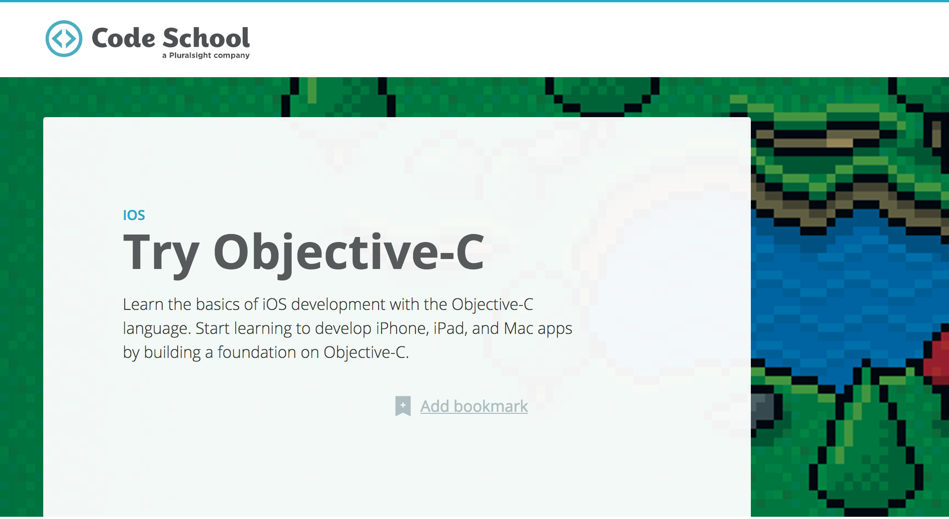 Code School
a Pluralsight company
IOS
Try Objective-C
Learn the basics of iOS development with the Objective-C
language. Start learning to develop iPhone, iPad, and Mac apps
by building a foundation on Objective-C.
Add bookmark